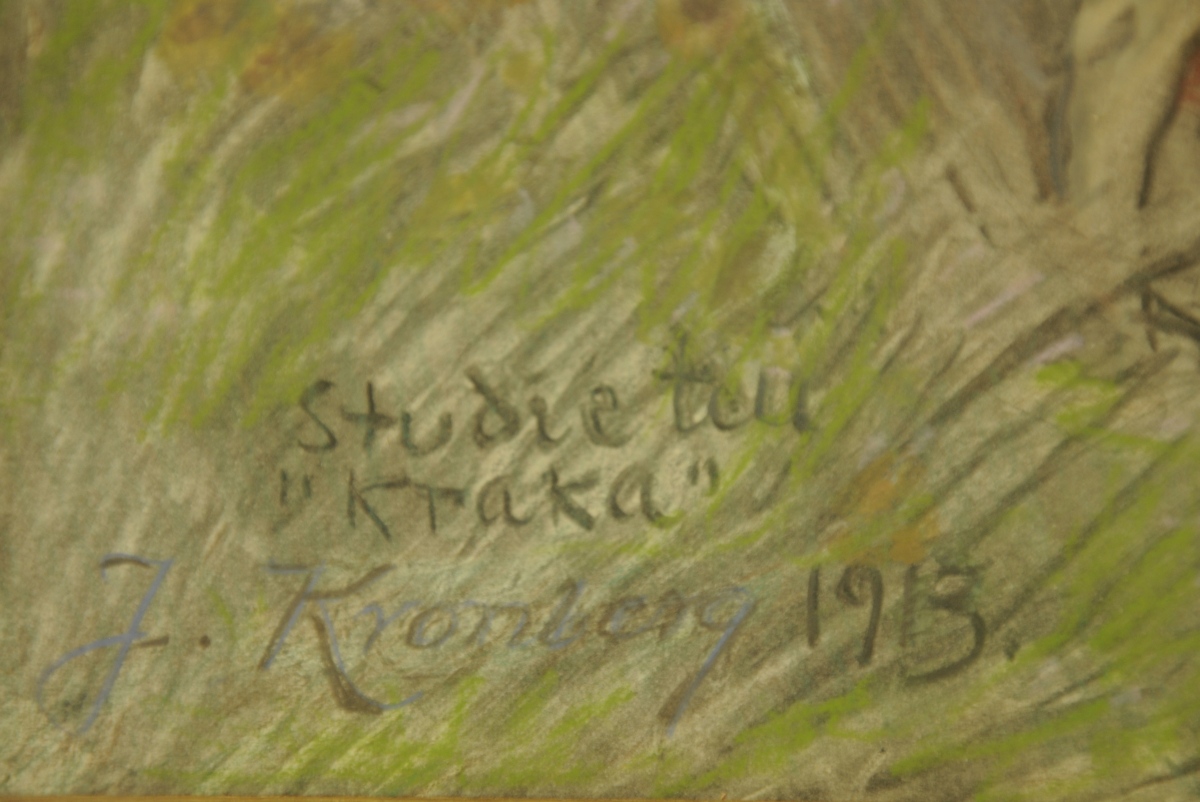 Studie till
"Kraka"
J. Kronberg 1913.